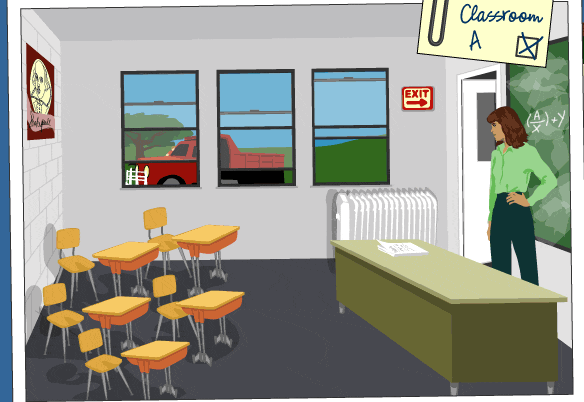 Classroom
A
EXIT
(A/X)+y